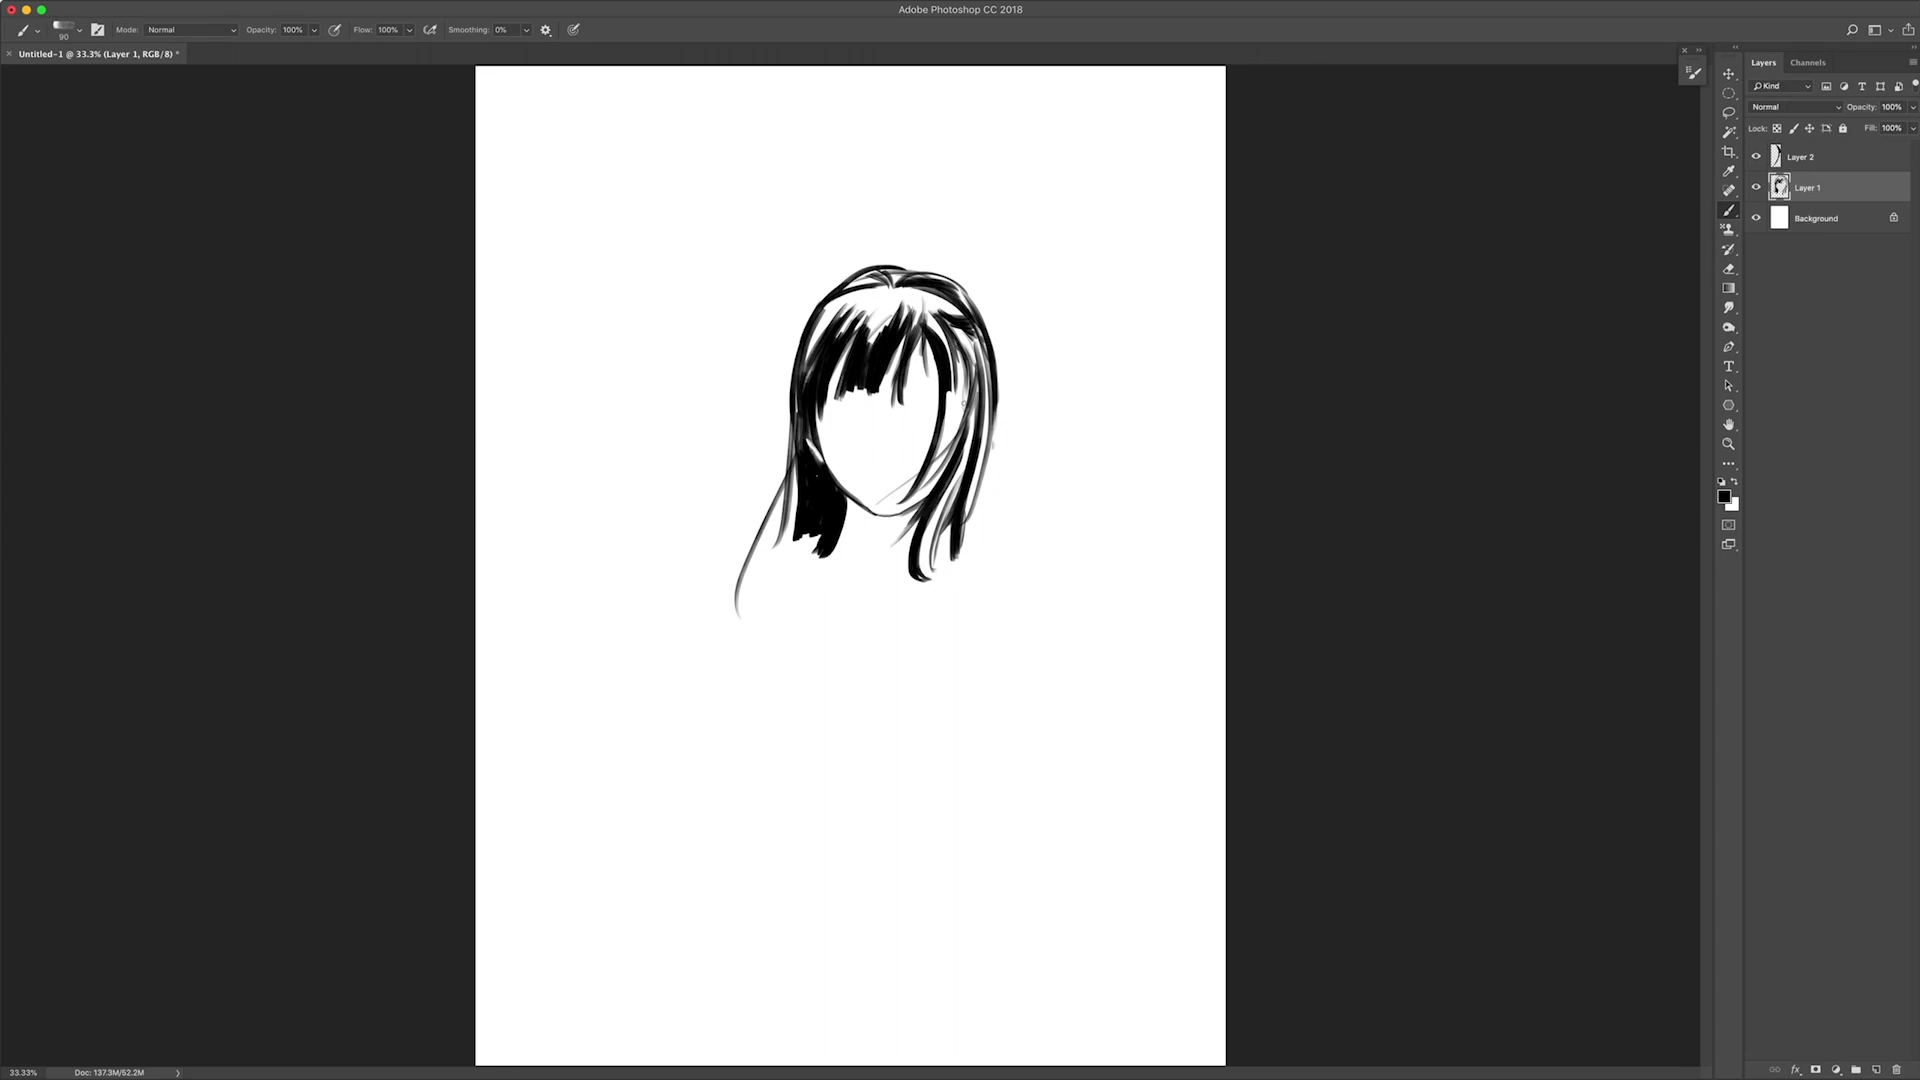 Adobe Photoshop CC 2018
90
Mode: Normal Opacity: 100% Flow: 100% Smoothing: 0%
Untitled-1 @ 33.3% (Layer 1, RGB/8) *
Layers Channels
Kind
Normal Opacity: 100%
Lock: Fill: 100%
Layer 2
Layer 1
Background
33.33% Doc: 137.3M/52.2M